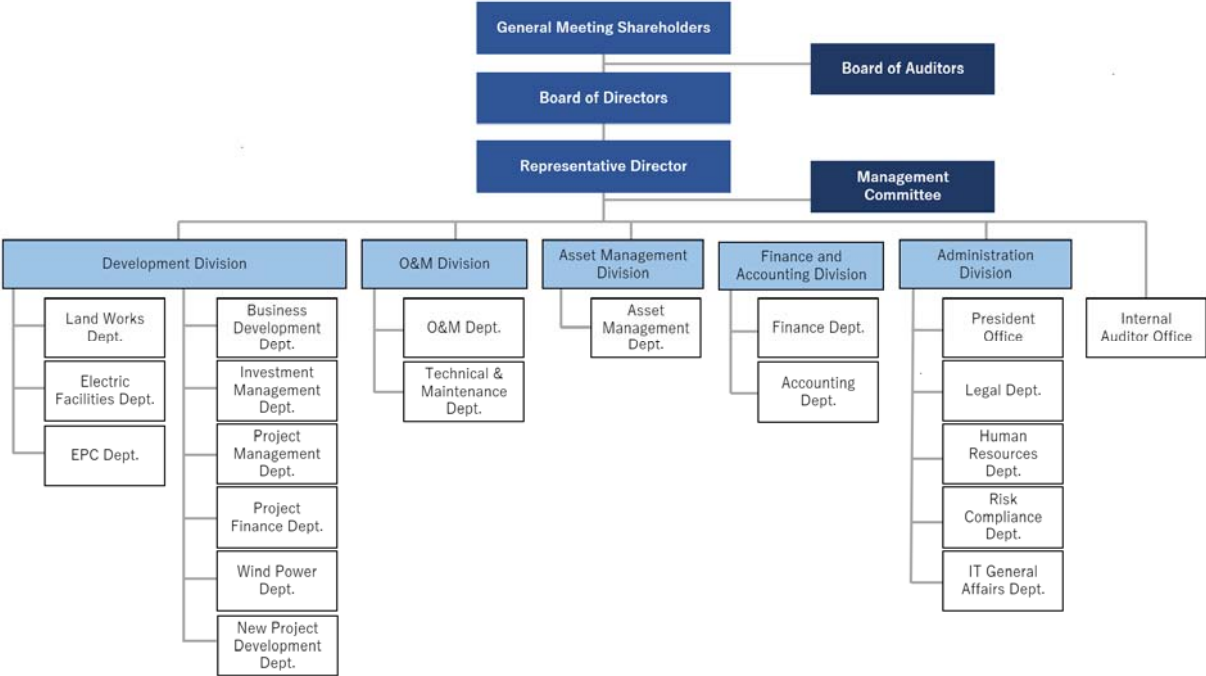 General Meeting Shareholders
Board of Auditors
Board of Directors
Representative Director
Management
Committee
Development Division
O&M Division
Asset Management
Division
Finance and
Accounting Division
Administration
Division
Land Works
Dept.
Electric
Facilities Dept.
EPC Dept.
Business
Development
Dept.
Investment
Management
Dept.
Project
Management
Dept.
Project
Finance Dept.
Wind Power
Dept.
New Project
Development
Dept.
O&M Dept.
Technical &
Maintenance
Dept.
Asset
Management
Dept.
Finance Dept.
Accounting
Dept.
President
Office
Legal Dept.
Human
Resources
Dept.
Risk
Compliance
Dept.
IT General
Affairs Dept.
Internal
Auditor Office